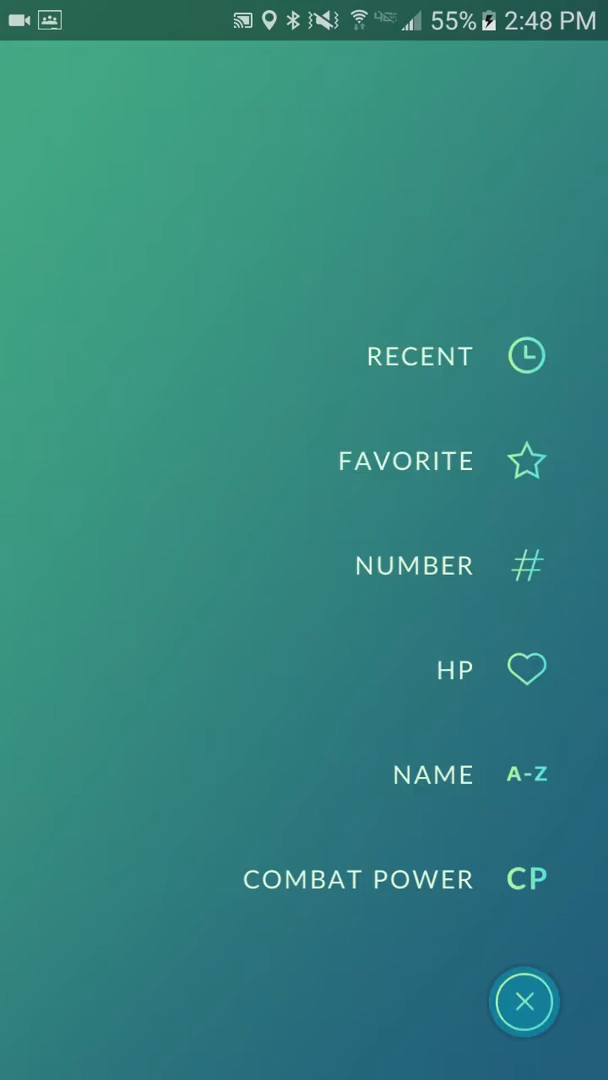 55% 2:48 PM
RECENT
FAVORITE
NUMBER #
HP
NAME A-Z
COMBAT POWER CP